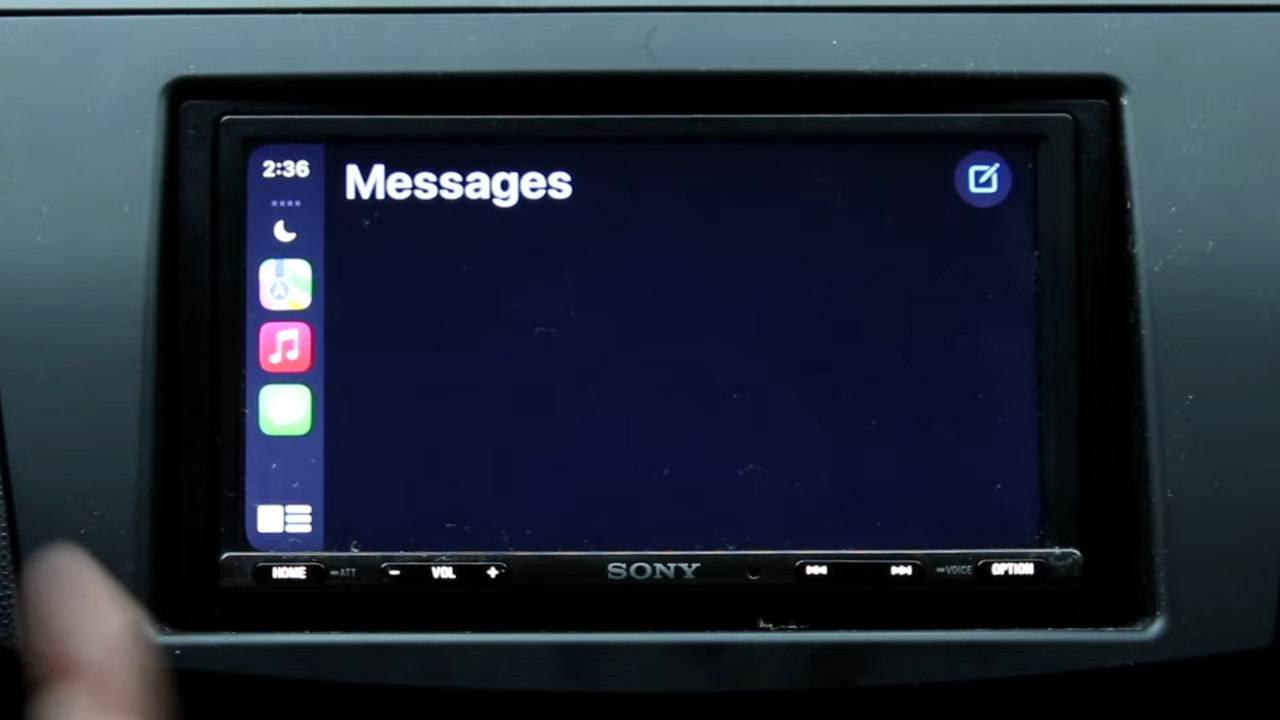 2:36
Messages
HOME
ATT
- VOL +
SONY
VOICE
OPTION